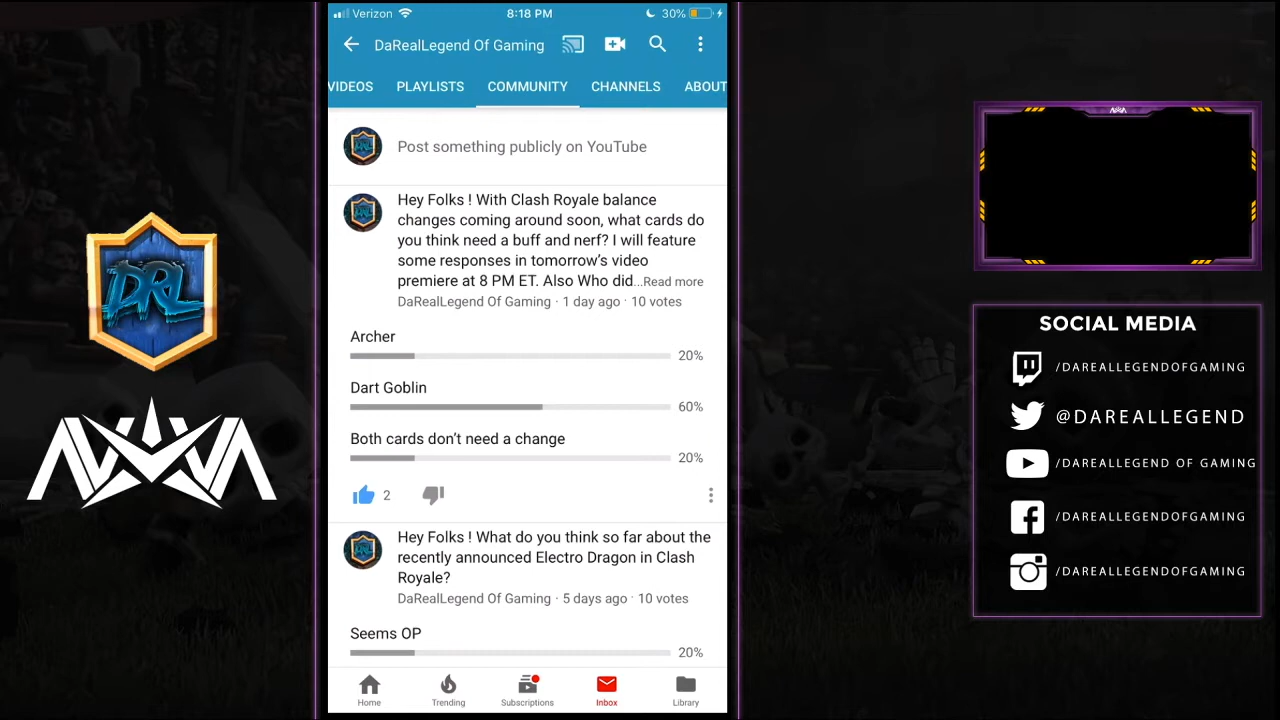 Verizon 8:18 PM 30%
DaRealLegend Of Gaming
VIDEOS PLAYLISTS COMMUNITY CHANNELS ABOUT
Post something publicly on YouTube
Hey Folks ! With Clash Royale balance
changes coming around soon, what cards do
you think need a buff and nerf? I will feature
some responses in tomorrow's video
premiere at 8 PM ET. Also Who did...Read more
DaRealLegend Of Gaming · 1 day ago · 10 votes
Archer
20%
Dart Goblin
60%
Both cards don't need a change
20%
2
Hey Folks ! What do you think so far about the
recently announced Electro Dragon in Clash
Royale?
DaRealLegend Of Gaming · 5 days ago · 10 votes
Seems OP
20%
Home Trending Subscriptions Inbox Library
DRL
NOVA
SOCIAL MEDIA
/DAREALLEGENDOFGAMING
@DAREALLEGEND
/DAREALLEGEND OF GAMING
/DAREALLEGENDOFGAMING
/DAREALLEGENDOFGAMING